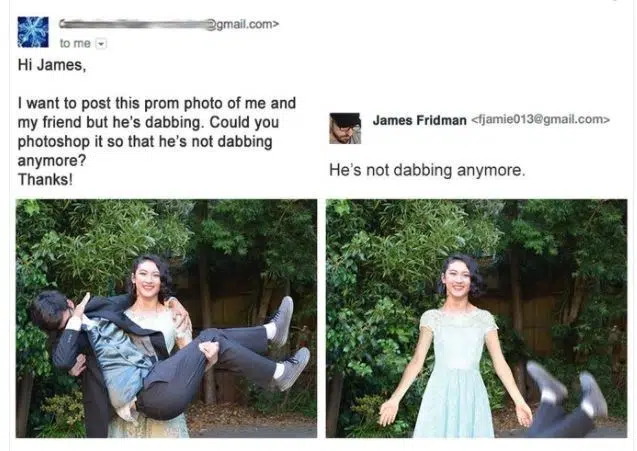 @gmail.com>
to me
Hi James,
I want to post this prom photo of me and
my friend but he's dabbing. Could you
photoshop it so that he's not dabbing
anymore?
Thanks!
James Fridman <fjamie013@gmail.com>
He's not dabbing anymore.